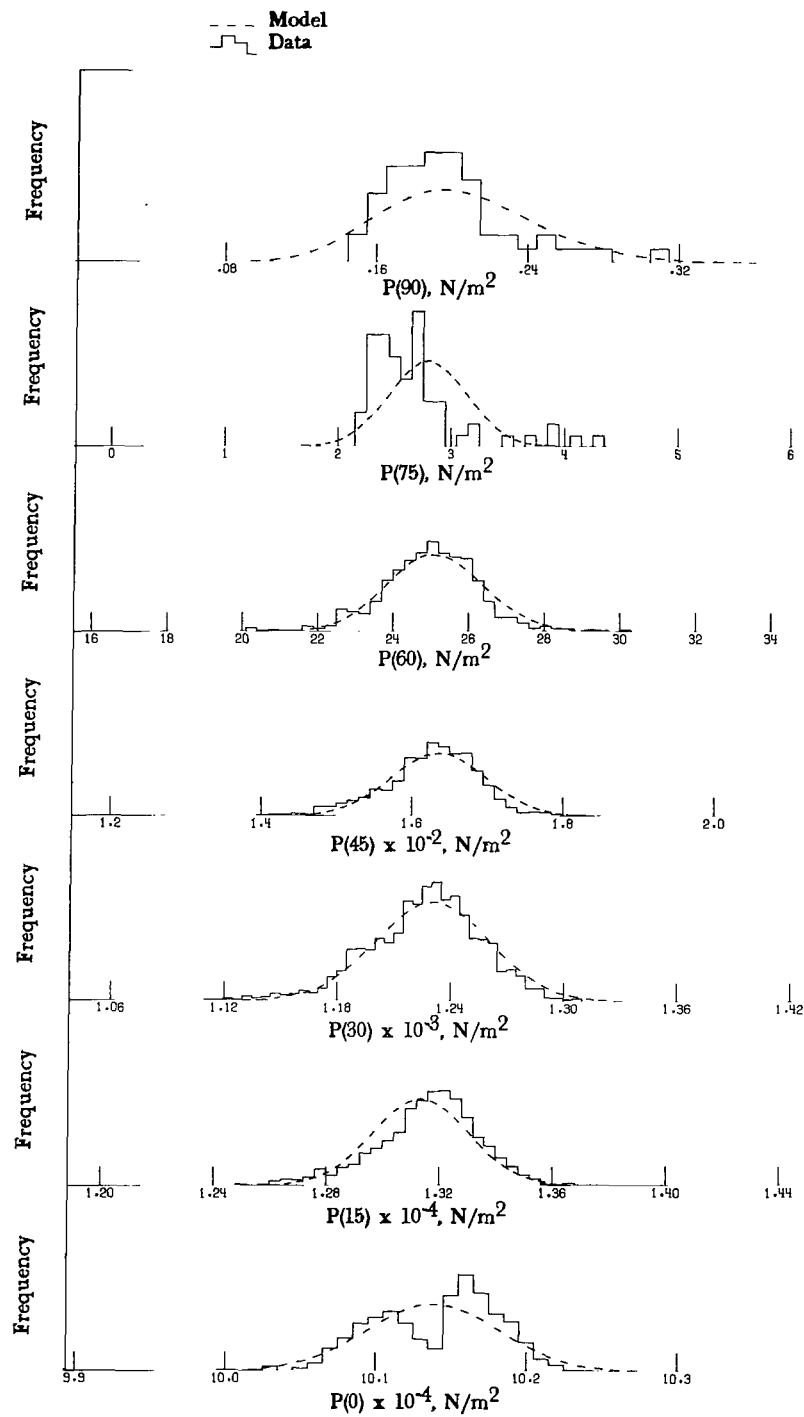 Model
Data
Frequency
.08 .16 .24 .32
P(90), N/m²
Frequency
0 1 2 3 4 5 6
P(75), N/m²
Frequency
16 18 20 22 24 26 28 30 32 34
P(60), N/m²
Frequency
1.2 1.4 1.6 1.8 2.0
P(45) x 10⁻², N/m²
Frequency
1.06 1.12 1.18 1.24 1.30 1.36 1.42
P(30) x 10⁻³, N/m²
Frequency
1.20 1.24 1.28 1.32 1.36 1.40 1.44
P(15) x 10⁻⁴, N/m²
Frequency
9.9 10.0 10.1 10.2 10.3
P(0) x 10⁻⁴, N/m²